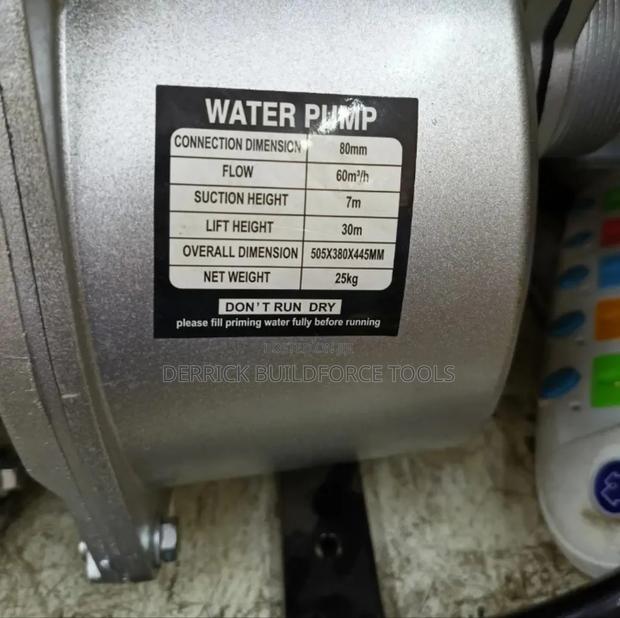 WATER PUMP
CONNECTION DIMENSION 80mm
FLOW 60m³/h
SUCTION HEIGHT 7m
LIFT HEIGHT 30m
OVERALL DIMENSION 505X380X445MM
NET WEIGHT 25kg
DON'T RUN DRY
please fill priming water fully before running
DERRICK BUILDFORCE TOOLS